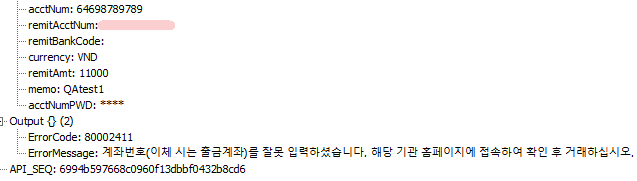 acctNum: 64698789789
remitAcctNum:
remitBankCode:
currency: VND
remitAmt: 11000
memo: QAtest1
acctNumPWD: ****
Output {} (2)
ErrorCode: 80002411
ErrorMessage: 계좌번호(이체 시는 출금계좌)를 잘못 입력하셨습니다. 해당 기관 홈페이지에 접속하여 확인 후 거래하십시오.
API_SEQ: 6994b597668c0960f13dbbf0432b8cd6